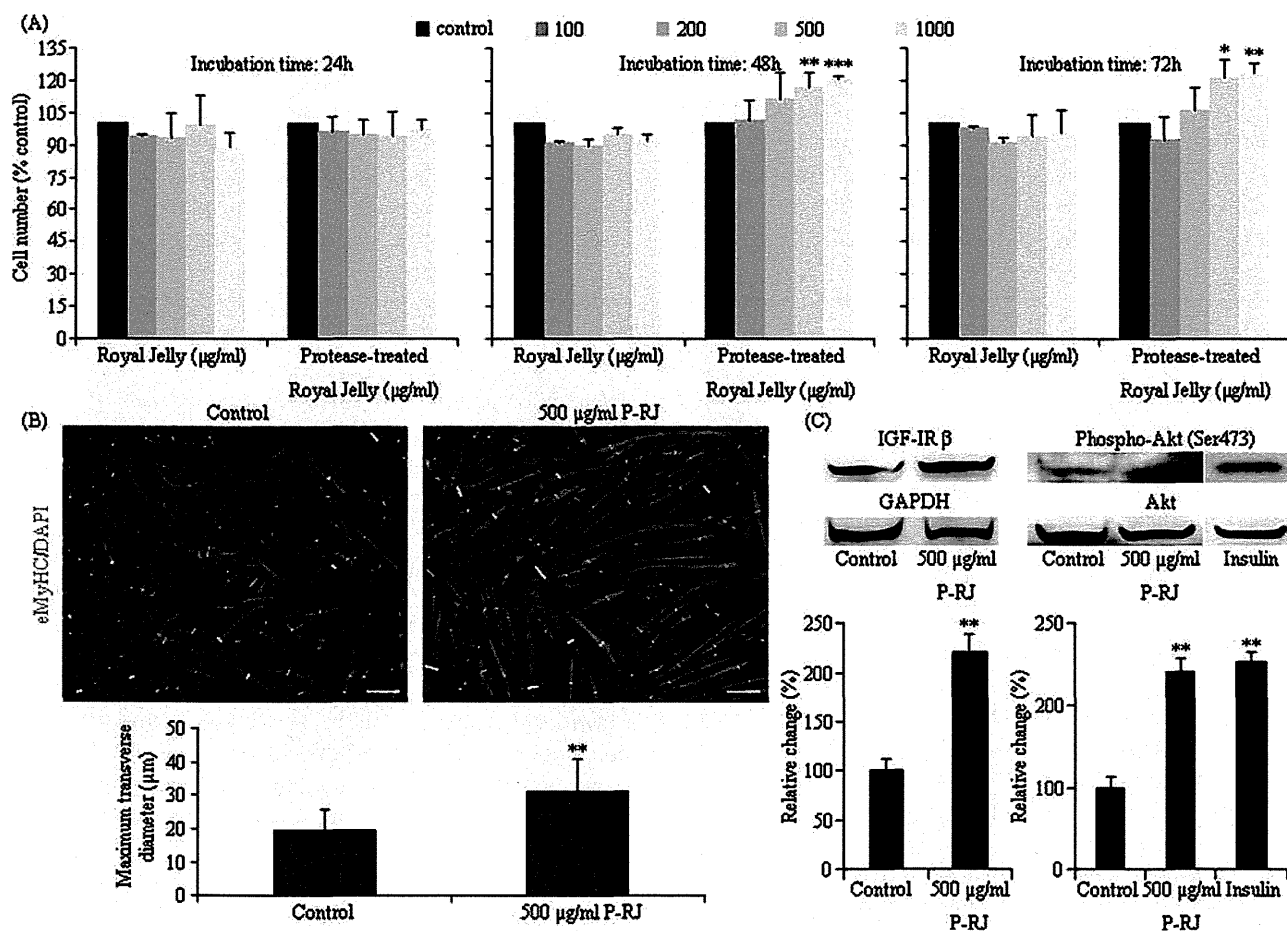 (A)
control 100 200 500 1000
Cell number (% control)
135
120
105
90
75
60
45
30
15
0
Incubation time: 24h
Incubation time: 48h
** ***
Incubation time: 72h
* **
Royal Jelly (µg/ml)
Protease-treated
Royal Jelly (µg/ml)
Royal Jelly (µg/ml)
Protease-treated
Royal Jelly (µg/ml)
Royal Jelly (µg/ml)
Protease-treated
Royal Jelly (µg/ml)
(B)
Control
500 µg/ml P-RJ
eMyHC/DAPI
Maximum transverse
diameter (µm)
50
40
30
20
10
0
**
Control
500 µg/ml P-RJ
(C)
IGF-IR β
GAPDH
Control 500 µg/ml
P-RJ
Phospho-Akt (Ser473)
Akt
Control 500 µg/ml Insulin
P-RJ
Relative change (%)
250
200
150
100
50
0
**
Control 500 µg/ml
P-RJ
Relative change (%)
250
200
100
0
** **
Control 500 µg/ml Insulin
P-RJ